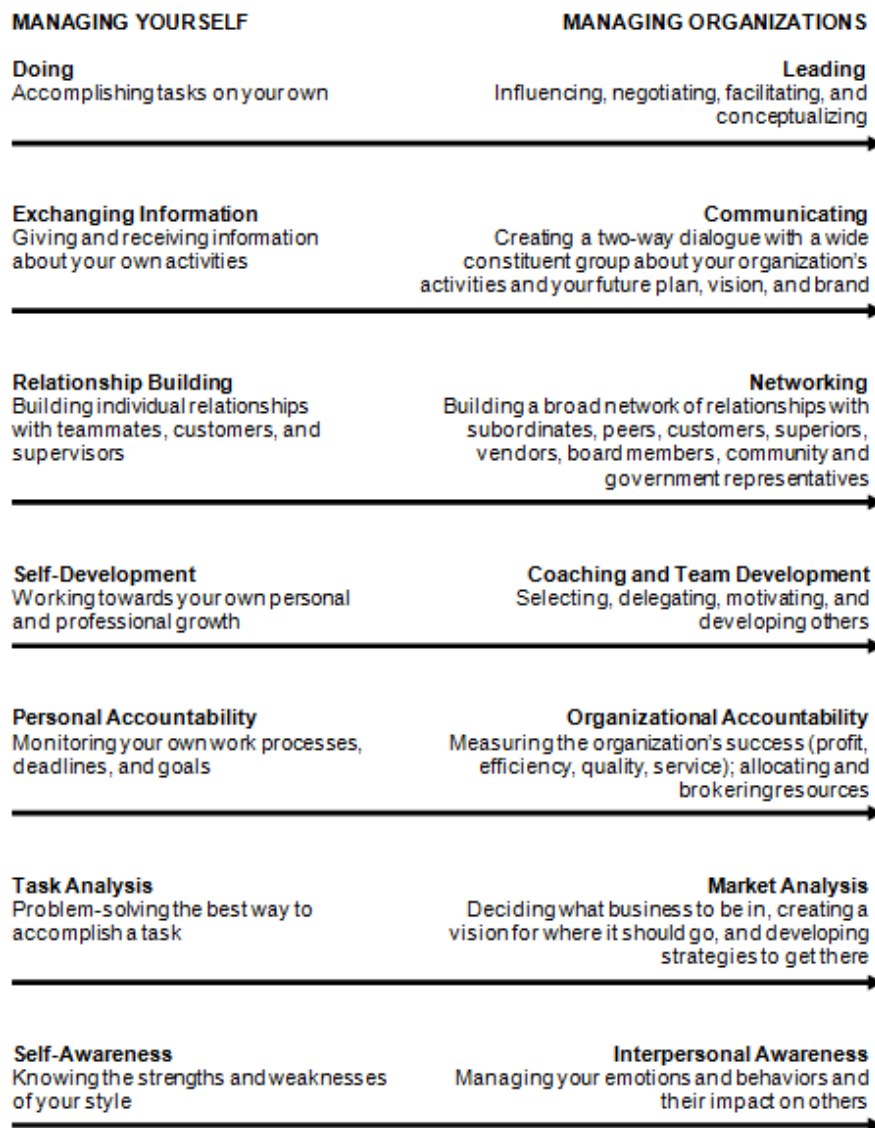 MANAGING YOURSELF
MANAGING ORGANIZATIONS
Doing
Accomplishing tasks on your own
Leading
Influencing, negotiating, facilitating, and
conceptualizing
Exchanging Information
Giving and receiving information
about your own activities
Communicating
Creating a two-way dialogue with a wide
constituent group about your organization's
activities and your future plan, vision, and brand
Relationship Building
Building individual relationships
with teammates, customers, and
supervisors
Networking
Building a broad network of relationships with
subordinates, peers, customers, superiors,
vendors, board members, community and
government representatives
Self-Development
Working towards your own personal
and professional growth
Coaching and Team Development
Selecting, delegating, motivating, and
developing others
Personal Accountability
Monitoring your own work processes,
deadlines, and goals
Organizational Accountability
Measuring the organization's success (profit,
efficiency, quality, service); allocating and
brokering resources
Task Analysis
Problem-solving the best way to
accomplish a task
Market Analysis
Deciding what business to be in, creating a
vision for where it should go, and developing
strategies to get there
Self-Awareness
Knowing the strengths and weaknesses
of your style
Interpersonal Awareness
Managing your emotions and behaviors and
their impact on others